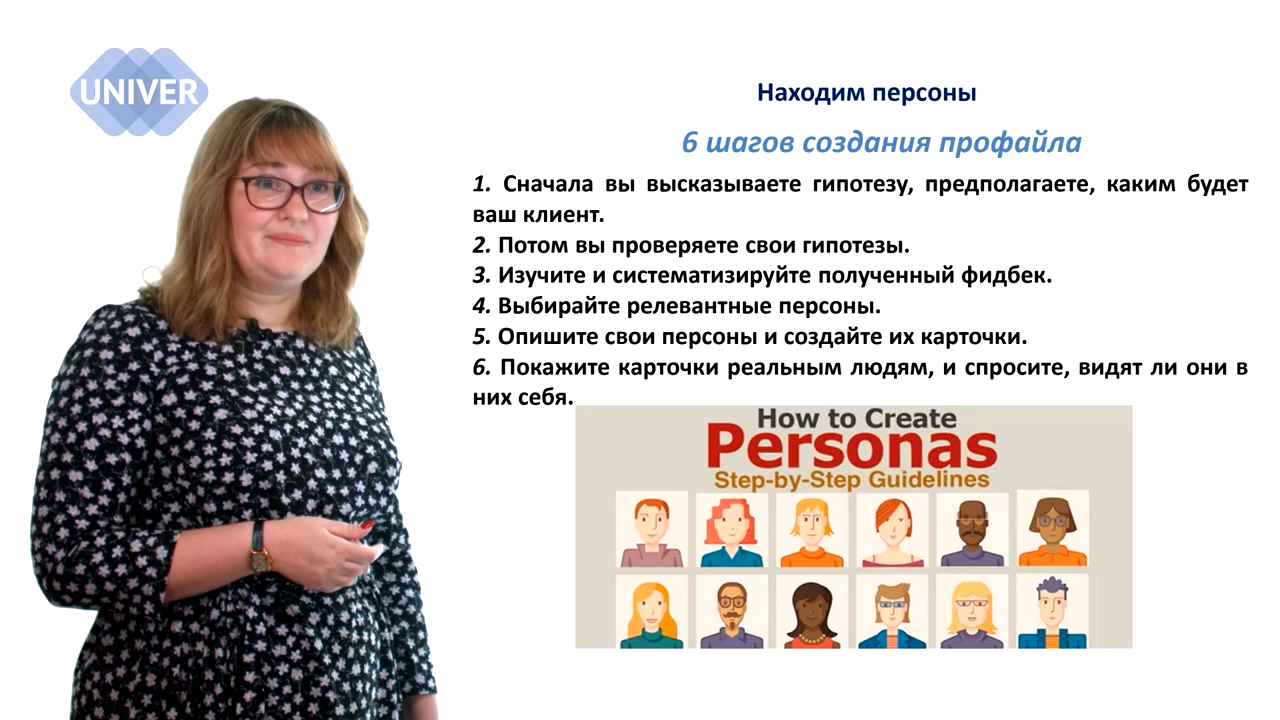 UNIVER
Находим персоны
6 шагов создания профайла
1. Сначала вы высказываете гипотезу, предполагаете, каким будет
ваш клиент.
2. Потом вы проверяете свои гипотезы.
3. Изучите и систематизируйте полученный фидбек.
4. Выбирайте релевантные персоны.
5. Опишите свои персоны и создайте их карточки.
6. Покажите карточки реальным людям, и спросите, видят ли они в
них себя.
How to Create
Personas
Step-by-Step Guidelines